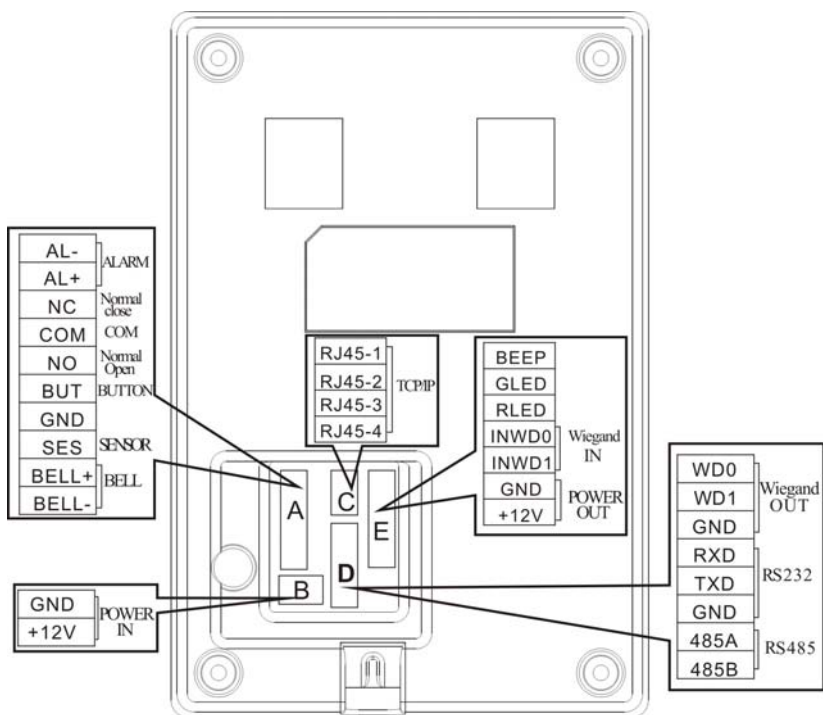 AL-
AL+
ALARM
NC
Normal close
COM
COM
NO
Normal Open
BUT
BUTTON
GND
SES
SENSOR
BELL+
BELL-
BELL
GND
+12V
POWER IN
A
B
C
D
E
RJ45-1
RJ45-2
RJ45-3
RJ45-4
TCP/IP
BEEP
GLED
RLED
INWD0
INWD1
Wiegand IN
GND
+12V
POWER OUT
WD0
WD1
GND
Wiegand OUT
RXD
TXD
GND
RS232
485A
485B
RS485